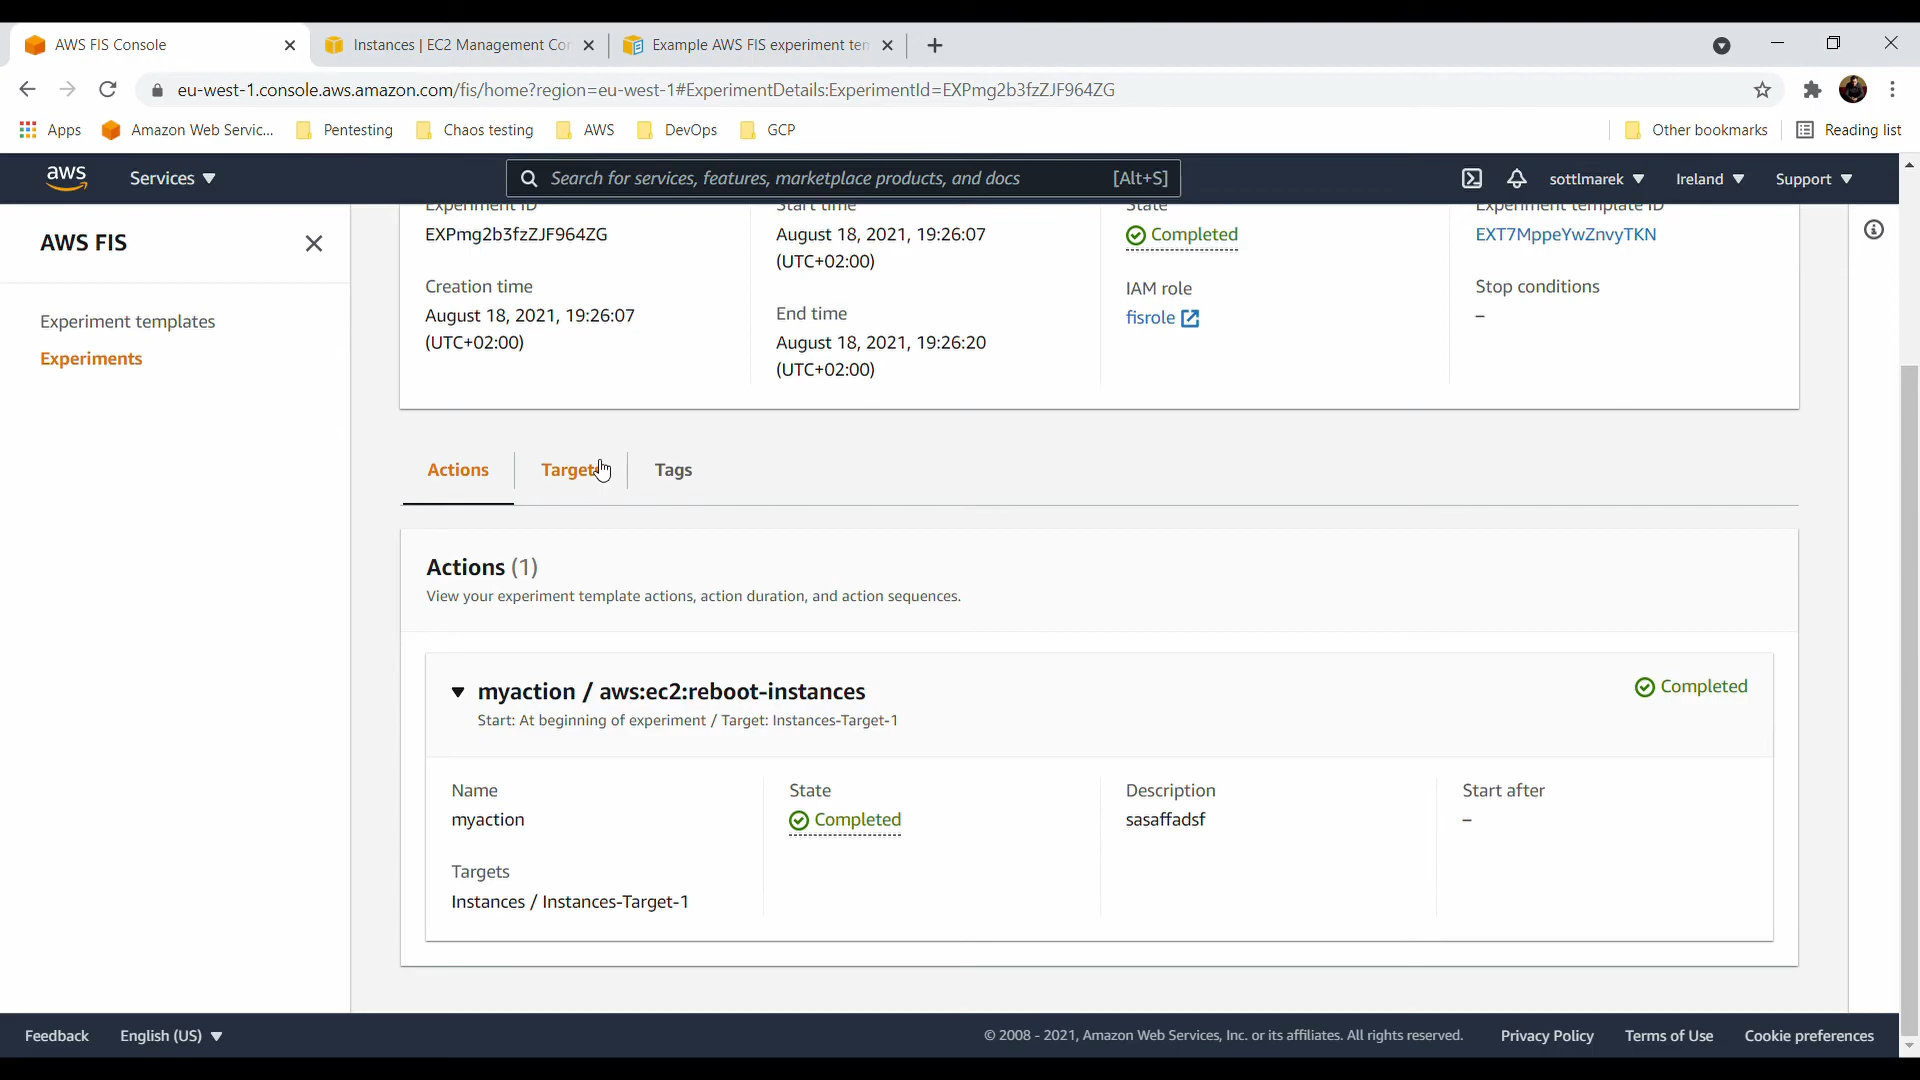 AWS FIS Console
Instances | EC2 Management Co
Example AWS FIS experiment ten
eu-west-1.console.aws.amazon.com/fis/home?region=eu-west-1#ExperimentDetails:ExperimentId=EXPmg2b3fzZJF964ZG
Apps
Amazon Web Servic...
Pentesting
Chaos testing
AWS
DevOps
GCP
Other bookmarks
Reading list
aws
Services
Search for services, features, marketplace products, and docs
[Alt+S]
sottlmarek
Ireland
Support
AWS FIS
Experiment templates
Experiments
Experiment ID
EXPmg2b3fzZJF964ZG
Creation time
August 18, 2021, 19:26:07
(UTC+02:00)
Start time
August 18, 2021, 19:26:07
(UTC+02:00)
End time
August 18, 2021, 19:26:20
(UTC+02:00)
State
Completed
IAM role
fisrole
Experiment template ID
EXT7MppeYwZnvyTKN
Stop conditions
–
Actions
Targets
Tags
Actions (1)
View your experiment template actions, action duration, and action sequences.
myaction / aws:ec2:reboot-instances
Completed
Start: At beginning of experiment / Target: Instances-Target-1
Name
myaction
Targets
Instances / Instances-Target-1
State
Completed
Description
sasaffadsf
Start after
–
Feedback
English (US)
© 2008 - 2021, Amazon Web Services, Inc. or its affiliates. All rights reserved.
Privacy Policy
Terms of Use
Cookie preferences